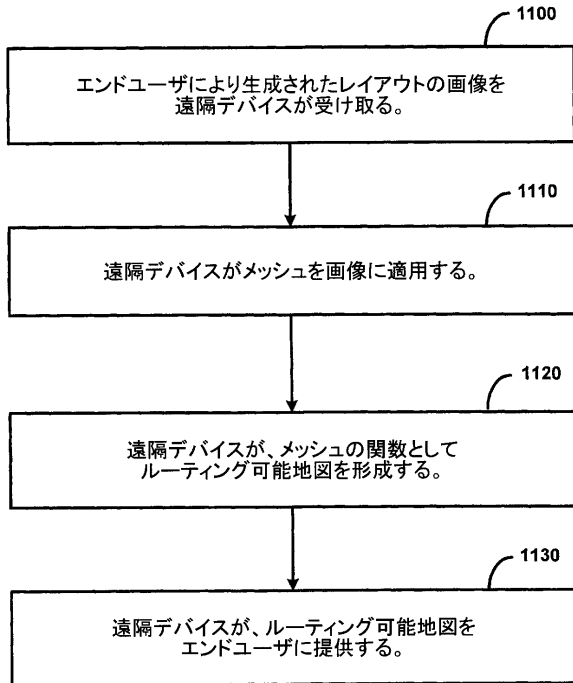 1100
エンドユーザにより生成されたレイアウトの画像を
遠隔デバイスが受け取る。
1110
遠隔デバイスがメッシュを画像に適用する。
1120
遠隔デバイスが、メッシュの関数として
ルーティング可能地図を形成する。
1130
遠隔デバイスが、ルーティング可能地図を
エンドユーザに提供する。